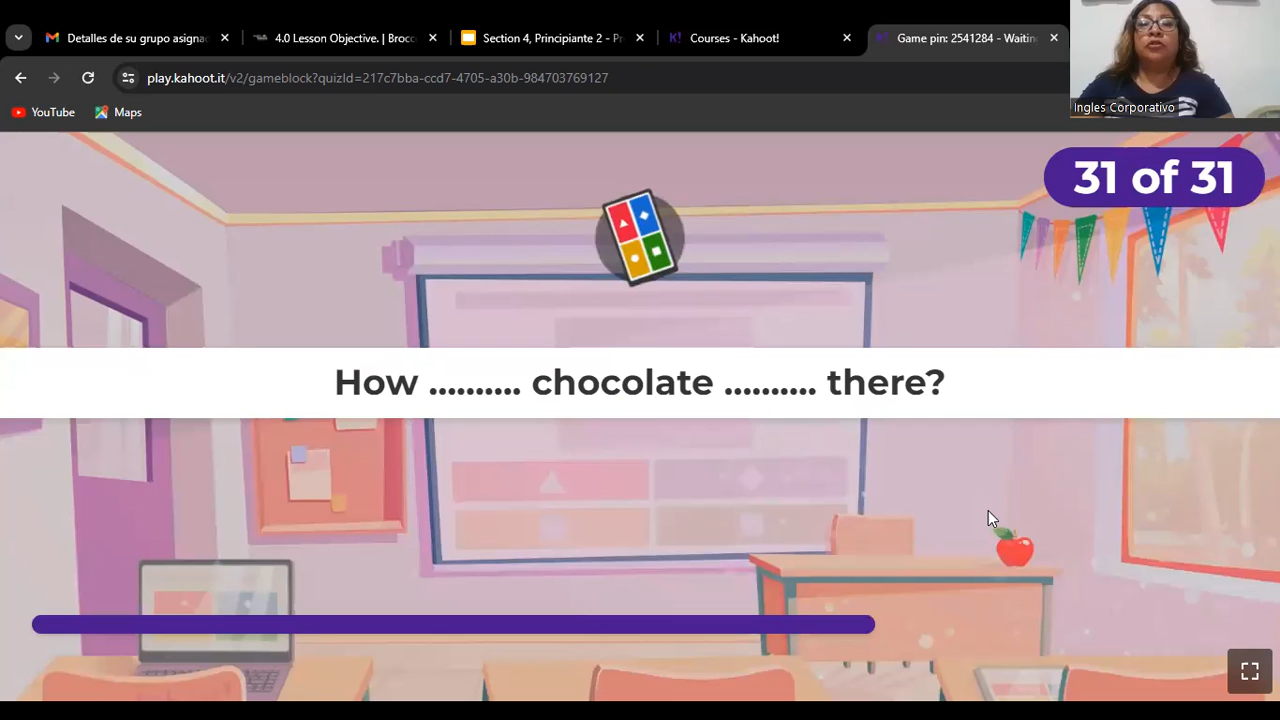 Detalles de su grupo asigna
4.0 Lesson Objective. | Brocc
Section 4, Principiante 2 - Pr
Courses - Kahoot!
Game pin: 2541284 - Waitin
play.kahoot.it/v2/gameblock?quizId=217c7bba-ccd7-4705-a30b-984703769127
YouTube
Maps
Ingles Corporativo
31 of 31
How .......... chocolate .......... there?